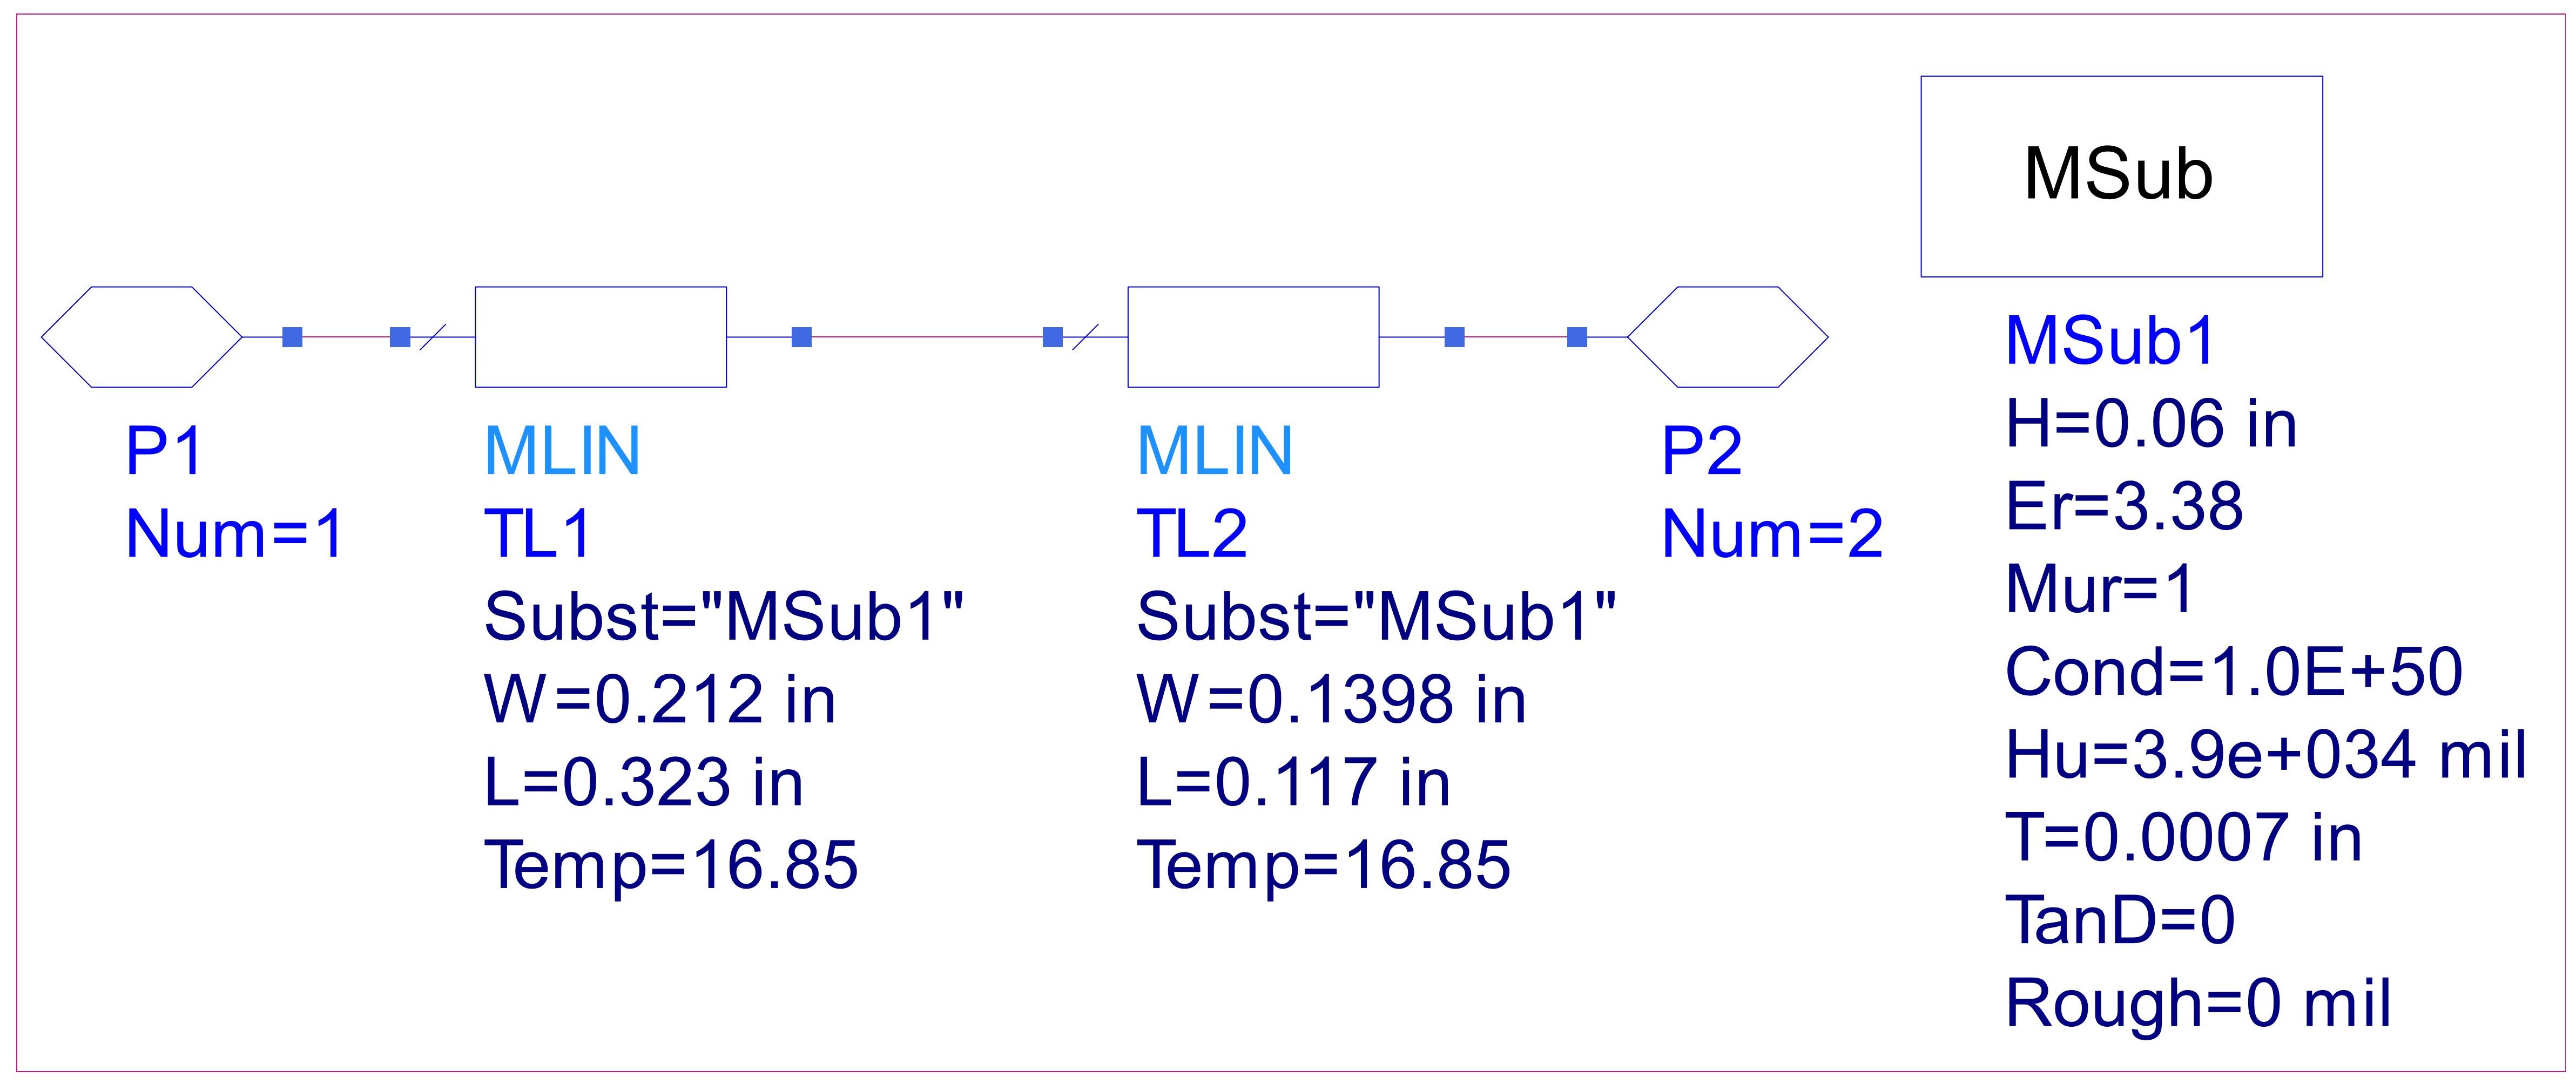 P1
Num=1
MLIN
TL1
Subst="MSub1"
W=0.212 in
L=0.323 in
Temp=16.85
MLIN
TL2
Subst="MSub1"
W=0.1398 in
L=0.117 in
Temp=16.85
P2
Num=2
MSub
MSub1
H=0.06 in
Er=3.38
Mur=1
Cond=1.0E+50
Hu=3.9e+034 mil
T=0.0007 in
TanD=0
Rough=0 mil